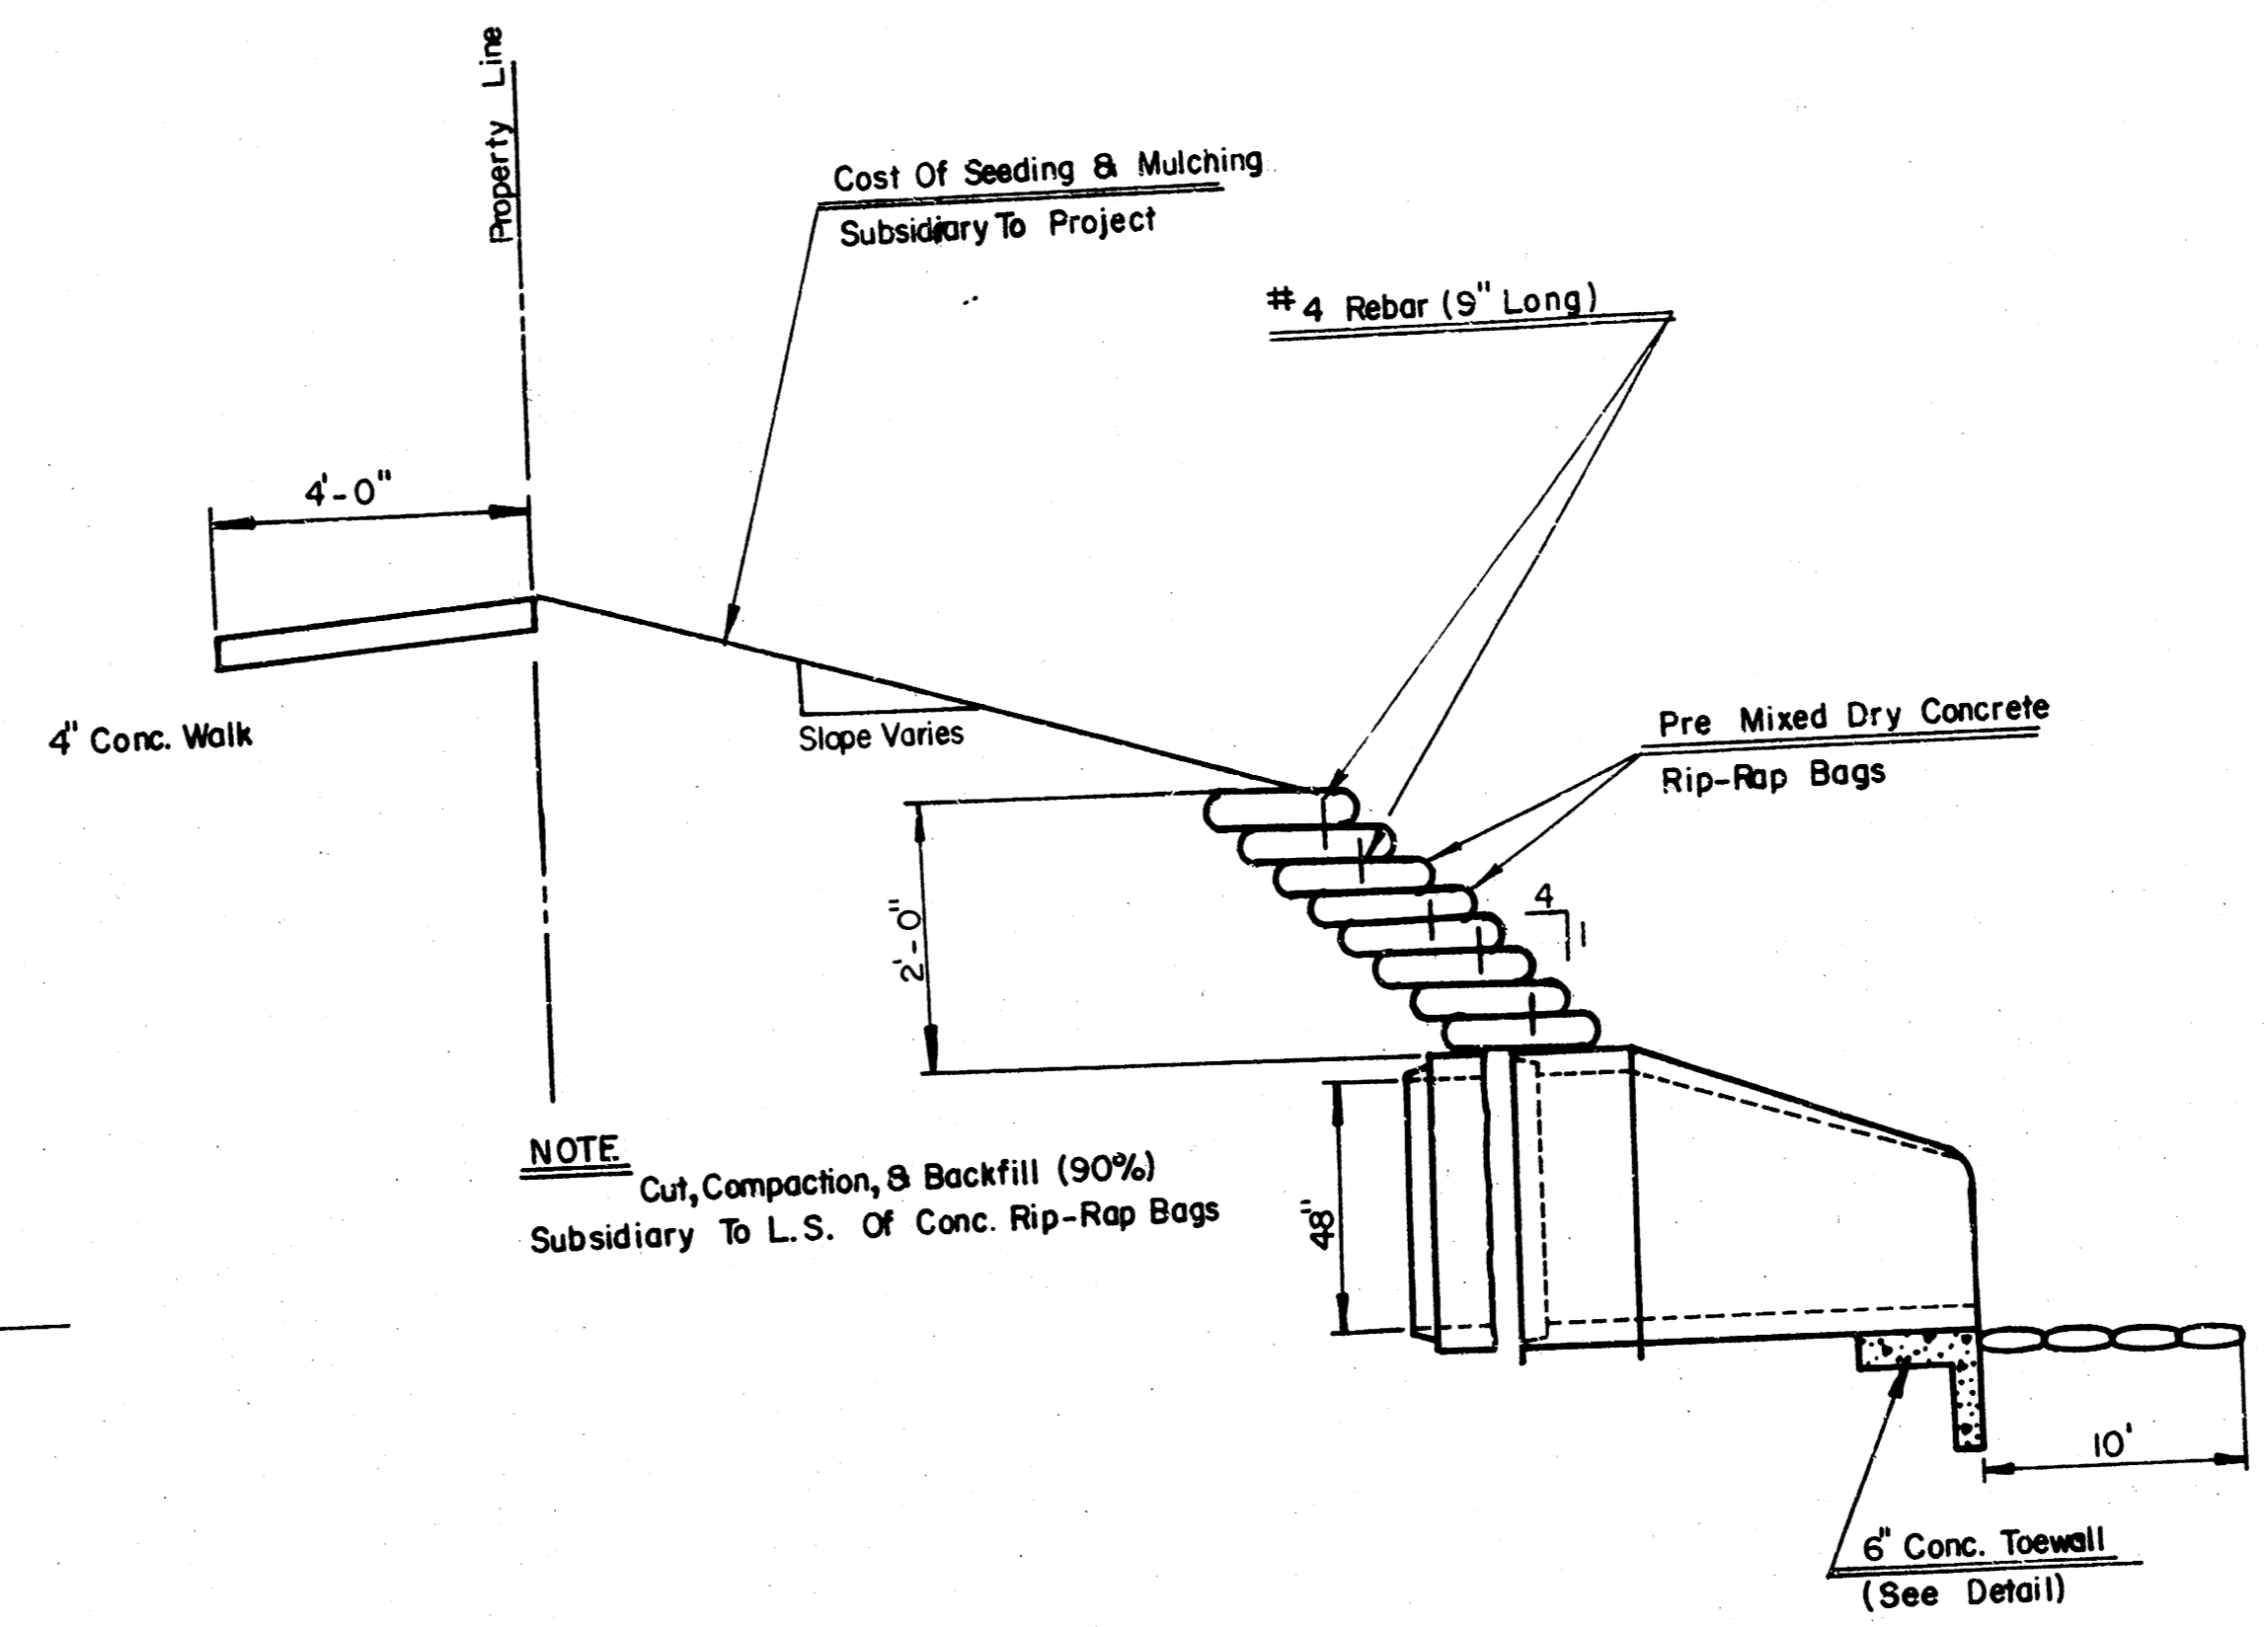 Property Line
Cost Of Seeding & Mulching
Subsidiary To Project
#4 Rebar (9" Long)
4'-0"
4" Conc. Walk
Slope Varies
Pre Mixed Dry Concrete
Rip-Rap Bags
4
1
2'-0"
NOTE
Cut, Compaction, & Backfill (90%)
Subsidiary To L.S. Of Conc. Rip-Rap Bags
48"
10'
6" Conc. Toewall
(See Detail)